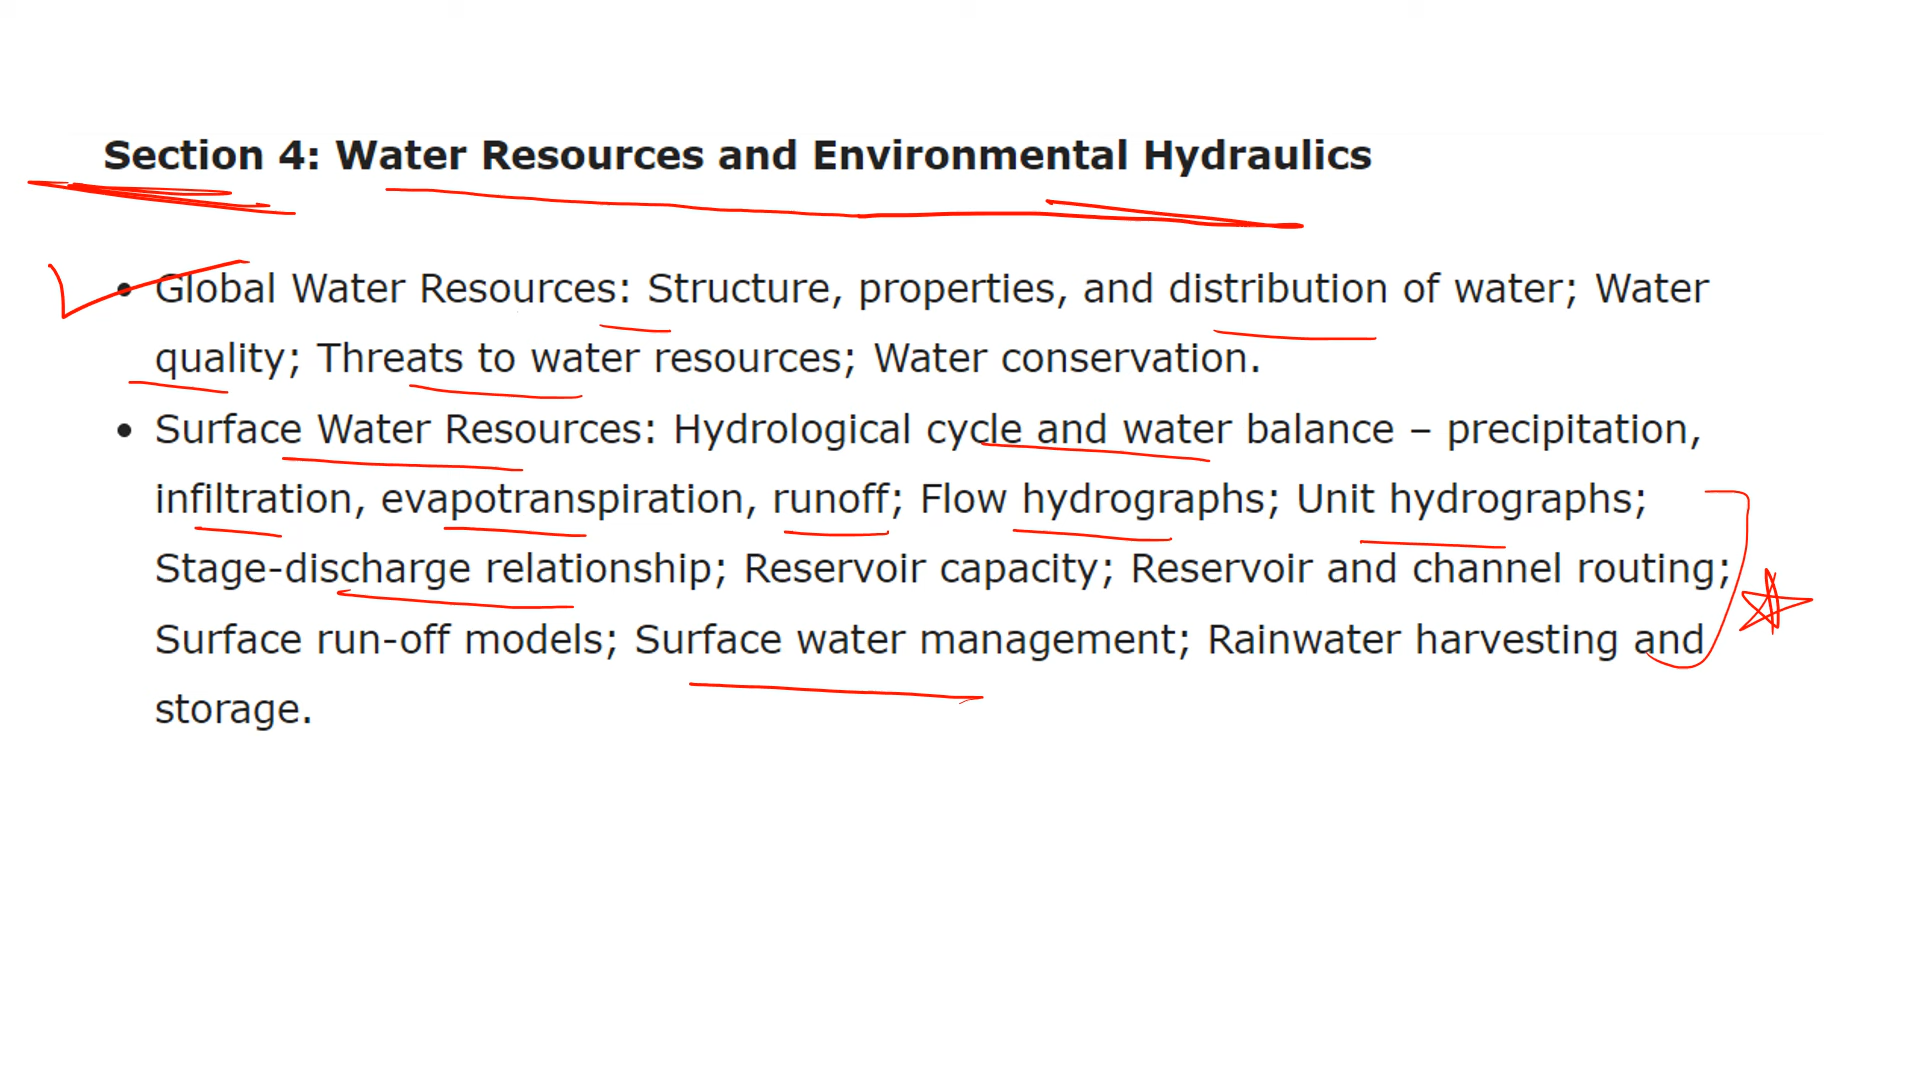 Section 4: Water Resources and Environmental Hydraulics
• Global Water Resources: Structure, properties, and distribution of water; Water
quality; Threats to water resources; Water conservation.
• Surface Water Resources: Hydrological cycle and water balance – precipitation,
infiltration, evapotranspiration, runoff; Flow hydrographs; Unit hydrographs;
Stage-discharge relationship; Reservoir capacity; Reservoir and channel routing;
Surface run-off models; Surface water management; Rainwater harvesting and
storage.